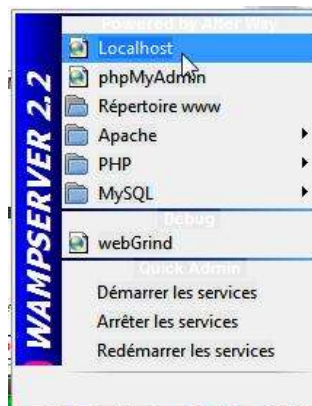 Powered by Alter Way
Localhost
phpMyAdmin
Répertoire www
Apache
PHP
MySQL
Debug
webGrind
Quick Admin
Démarrer les services
Arrêter les services
Redémarrer les services
WAMPSERVER 2.2